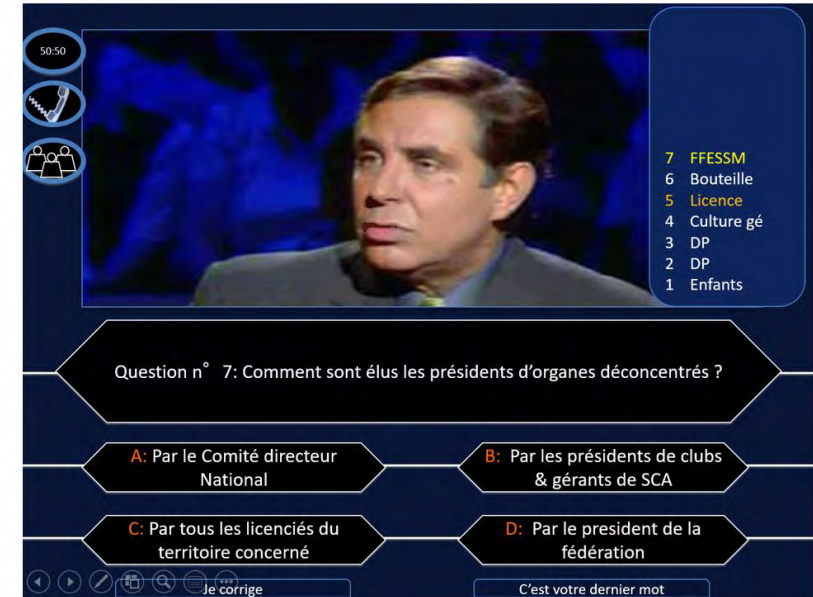 50:50
7 FFESSM
6 Bouteille
5 Licence
4 Culture gé
3 DP
2 DP
1 Enfants
Question n° 7: Comment sont élus les présidents d’organes déconcentrés ?
A: Par le Comité directeur
National
B: Par les présidents de clubs
& gérants de SCA
C: Par tous les licenciés du
territoire concerné
D: Par le president de la
fédération
Je corrige
C’est votre dernier mot